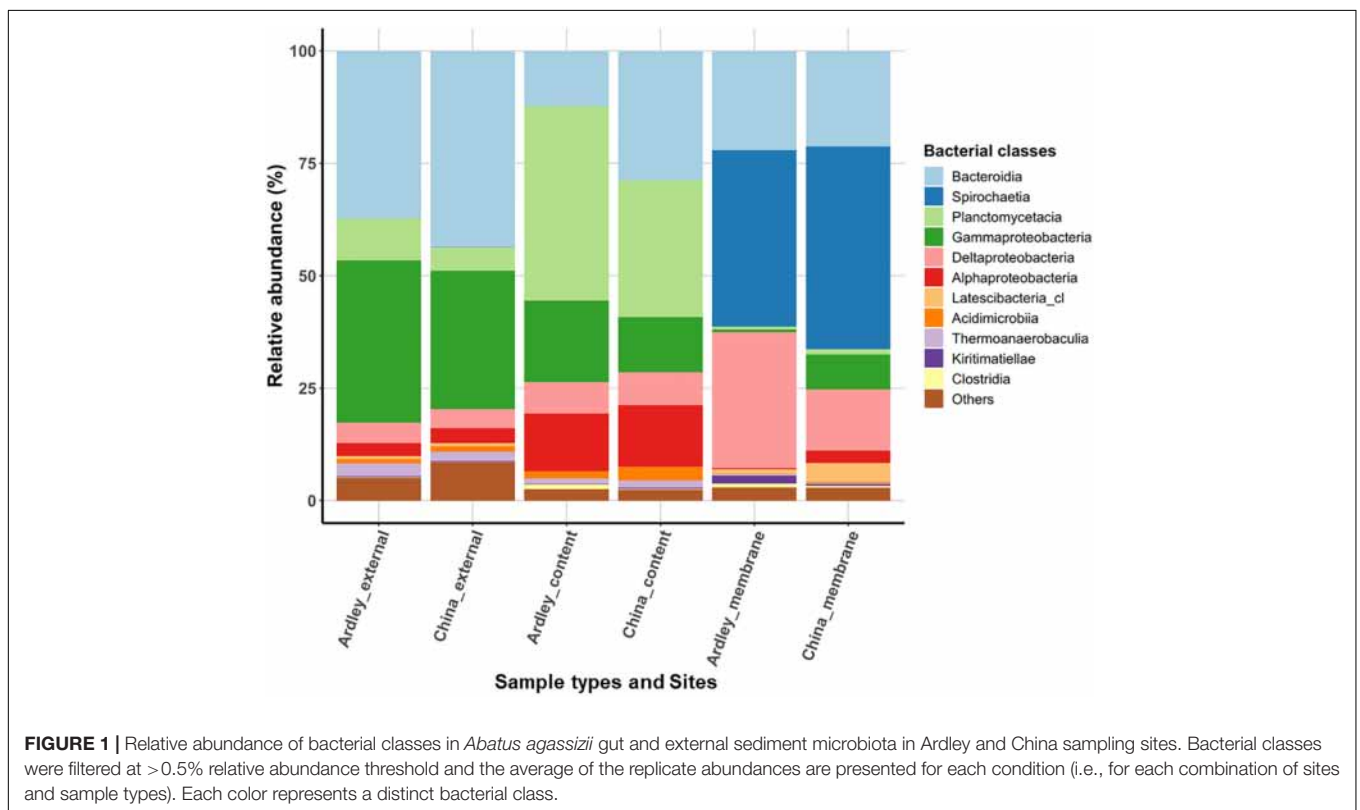 100
75
50
25
0
Relative abundance (%)
Ardley_external
China_external
Ardley_content
China_content
Ardley_membrane
China_membrane
Sample types and Sites
Bacterial classes
Bacteroidia
Spirochaetia
Planctomycetacia
Gammaproteobacteria
Deltaproteobacteria
Alphaproteobacteria
Latescibacteria_cl
Acidimicrobiia
Thermoanaerobaculia
Kiritimatiellae
Clostridia
Others
FIGURE 1 | Relative abundance of bacterial classes in Abatus agassizii gut and external sediment microbiota in Ardley and China sampling sites. Bacterial classes
were filtered at >0.5% relative abundance threshold and the average of the replicate abundances are presented for each condition (i.e., for each combination of sites
and sample types). Each color represents a distinct bacterial class.